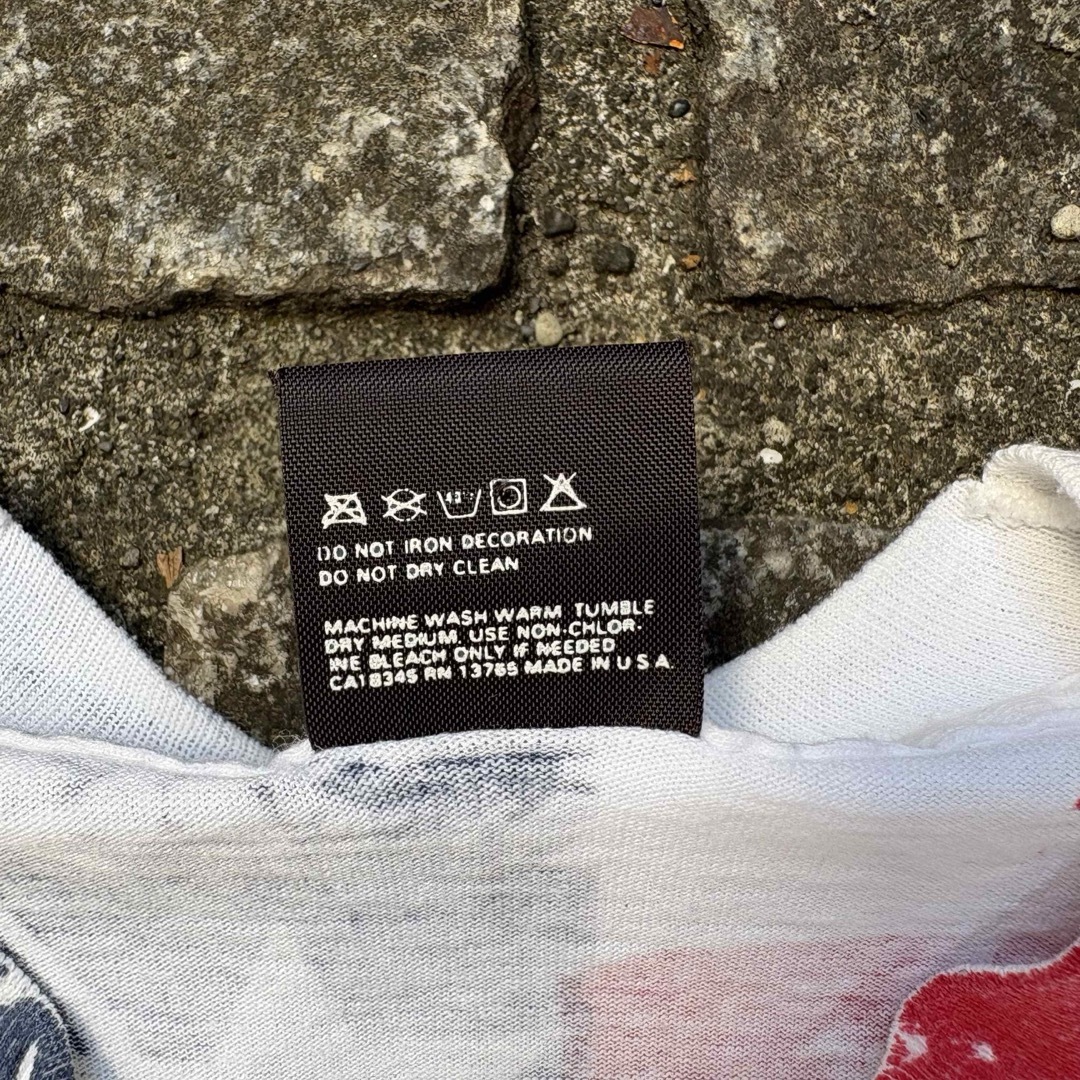 43°
DO NOT IRON DECORATION
DO NOT DRY CLEAN
MACHINE WASH WARM TUMBLE
DRY MEDIUM. USE NON-CHLOR-
INE BLEACH ONLY IF NEEDED
CA18345 RN 13765 MADE IN U S A.